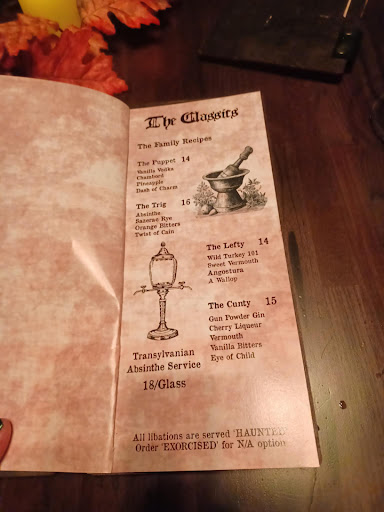 The Classics
The Family Recipes
The Puppet 14
Vanilla Vodka
Chambord
Pineapple
Dash of Charm
The Trig 16
Absinthe
Sazerac Rye
Orange Bitters
Twist of Cain
The Lefty 14
Wild Turkey 101
Sweet Vermouth
Angostura
A Wallop
The Cunty 15
Gun Powder Gin
Cherry Liqueur
Vermouth
Vanilla Bitters
Eye of Child
Transylvanian
Absinthe Service
18/Glass
All libations are served 'HAUNTED'
Order 'EXORCISED' for N/A option